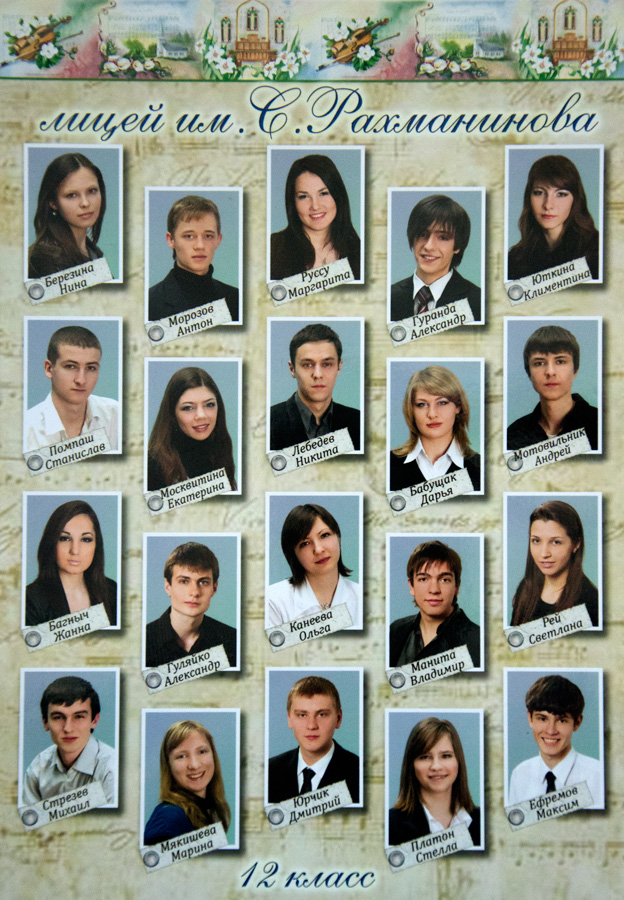 лицей им. С. Рахманинова
Березина
Нина
Морозов
Антон
Руссу
Маргарита
Гуранда
Александр
Юткина
Климентина
Помпаш
Станислав
Москвитина
Екатерина
Лебедев
Никита
Бабущак
Дарья
Мотовильник
Андрей
Багныч
Жанна
Гуляйко
Александр
Канеева
Ольга
Манита
Владимир
Рей
Светлана
Стрезев
Михаил
Мякишева
Марина
Юрчик
Дмитрий
Платон
Стелла
Ефремов
Максим
12 класс